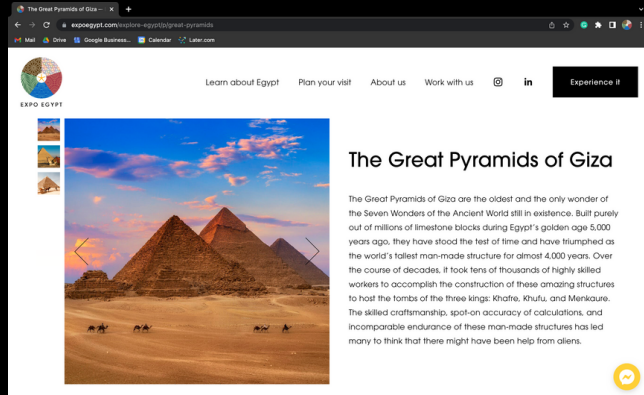 The Great Pyramids of Giza —
expoegypt.com/explore-egypt/p/great-pyramids
Mail
Drive
Google Business...
Calendar
Later.com
EXPO EGYPT
Learn about Egypt
Plan your visit
About us
Work with us
in
Experience it
The Great Pyramids of Giza
The Great Pyramids of Giza are the oldest and the only wonder of
the Seven Wonders of the Ancient World still in existence. Built purely
out of millions of limestone blocks during Egypt's golden age 5,000
years ago, they have stood the test of time and have triumphed as
the world's tallest man-made structure for almost 4,000 years. Over
the course of decades, it took tens of thousands of highly skilled
workers to accomplish the construction of these amazing structures
to host the tombs of the three kings: Khafre, Khufu, and Menkaure.
The skilled craftsmanship, spot-on accuracy of calculations, and
incomparable endurance of these man-made structures has led
many to think that there might have been help from aliens.